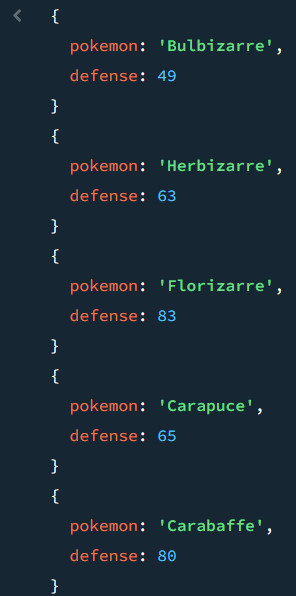 {
pokemon: 'Bulbizarre',
defense: 49
}
{
pokemon: 'Herbizarre',
defense: 63
}
{
pokemon: 'Florizarre',
defense: 83
}
{
pokemon: 'Carapuce',
defense: 65
}
{
pokemon: 'Carabaffe',
defense: 80
}